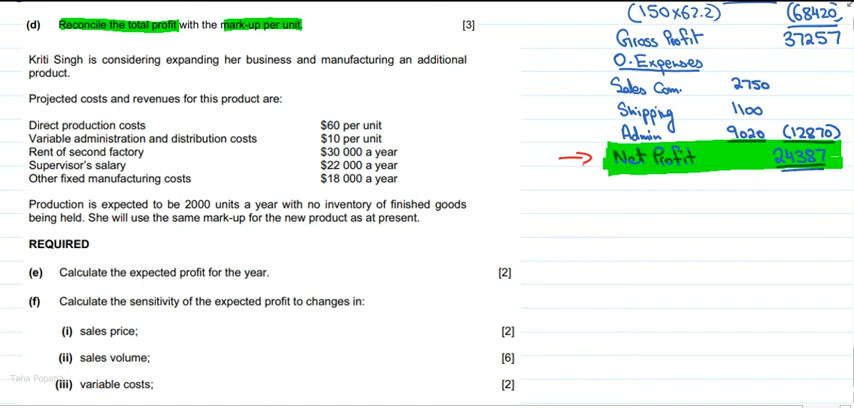 (d) Reconcile the total profit with the mark-up per unit. [3]
Kriti Singh is considering expanding her business and manufacturing an additional
product.
Projected costs and revenues for this product are:
Direct production costs $60 per unit
Variable administration and distribution costs $10 per unit
Rent of second factory $30 000 a year
Supervisor's salary $22 000 a year
Other fixed manufacturing costs $18 000 a year
Production is expected to be 2000 units a year with no inventory of finished goods
being held. She will use the same mark-up for the new product as at present.
REQUIRED
(e) Calculate the expected profit for the year. [2]
(f) Calculate the sensitivity of the expected profit to changes in:
(i) sales price; [2]
(ii) sales volume; [6]
(iii) variable costs; [2]
Taha Popatia
(150×62.2) (68420)
Gross Profit 37257
O. Expenses
Sales Com. 2750
Shipping 1100
Admin 9020 (12870)
→ Net Profit 24387